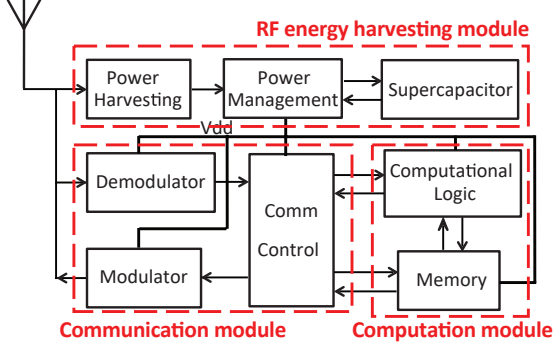 RF energy harvesting module
Power
Harvesting
Power
Management
Supercapacitor
Vdd
Demodulator
Comm
Control
Computational
Logic
Modulator
Memory
Communication module
Computation module